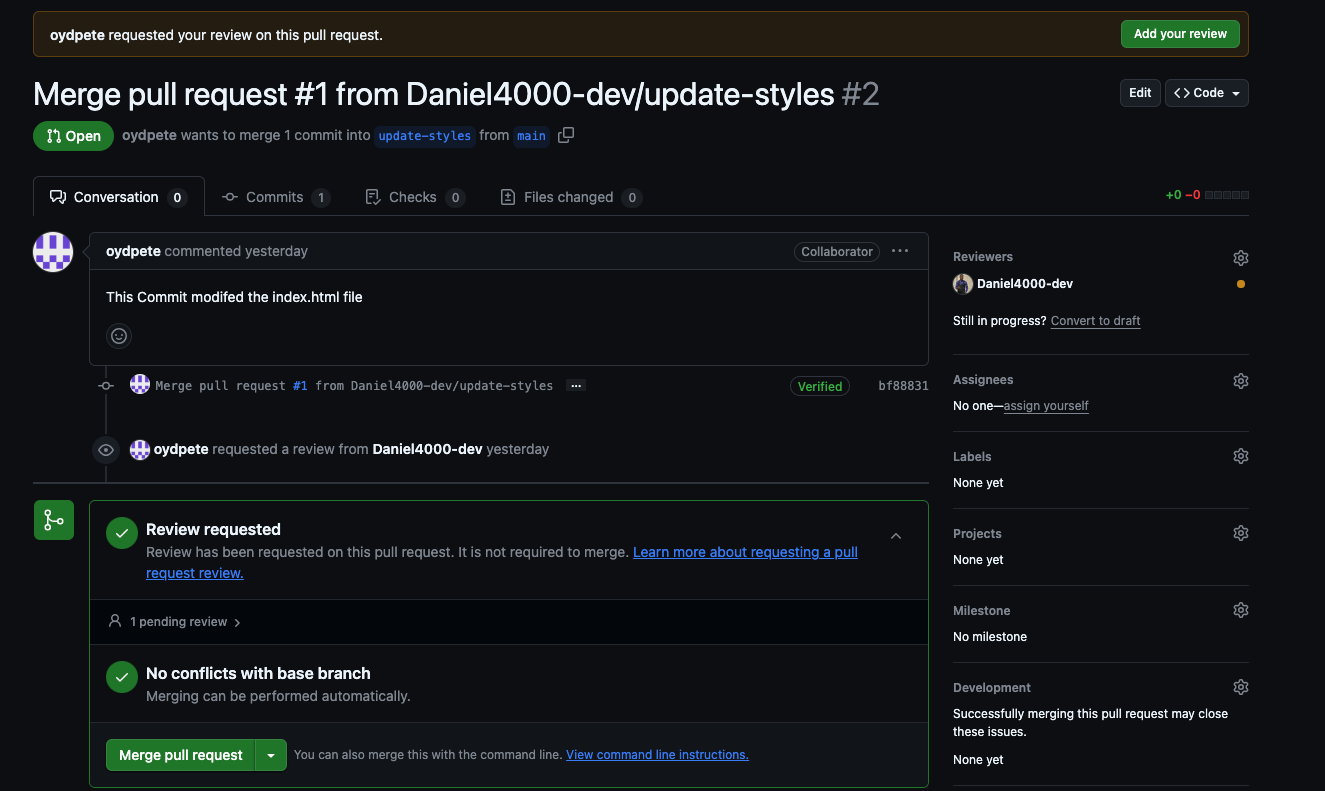 oydpete requested your review on this pull request.
Add your review
Merge pull request #1 from Daniel4000-dev/update-styles #2
Edit
<> Code
Open
oydpete wants to merge 1 commit into update-styles from main
Conversation 0
Commits 1
Checks 0
Files changed 0
+0 −0
oydpete commented yesterday
Collaborator
...
This Commit modifed the index.html file
Merge pull request #1 from Daniel4000-dev/update-styles ...
Verified
bf88831
oydpete requested a review from Daniel4000-dev yesterday
Review requested
Review has been requested on this pull request. It is not required to merge. Learn more about requesting a pull
request review.
1 pending review
No conflicts with base branch
Merging can be performed automatically.
Merge pull request
You can also merge this with the command line. View command line instructions.
Reviewers
Daniel4000-dev
Still in progress? Convert to draft
Assignees
No one—assign yourself
Labels
None yet
Projects
None yet
Milestone
No milestone
Development
Successfully merging this pull request may close
these issues.
None yet